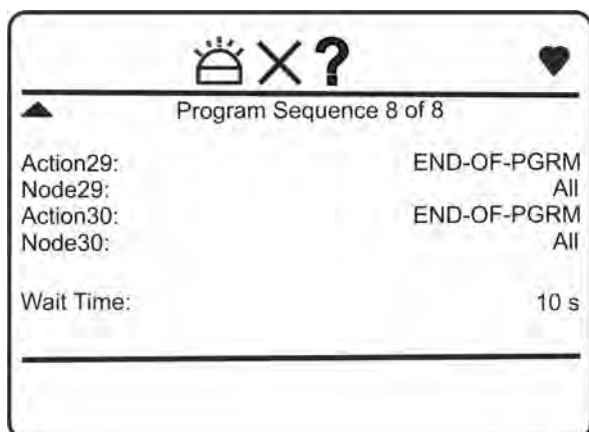 ?
Program Sequence 8 of 8
Action29: END-OF-PGRM
Node29: All
Action30: END-OF-PGRM
Node30: All
Wait Time: 10 s